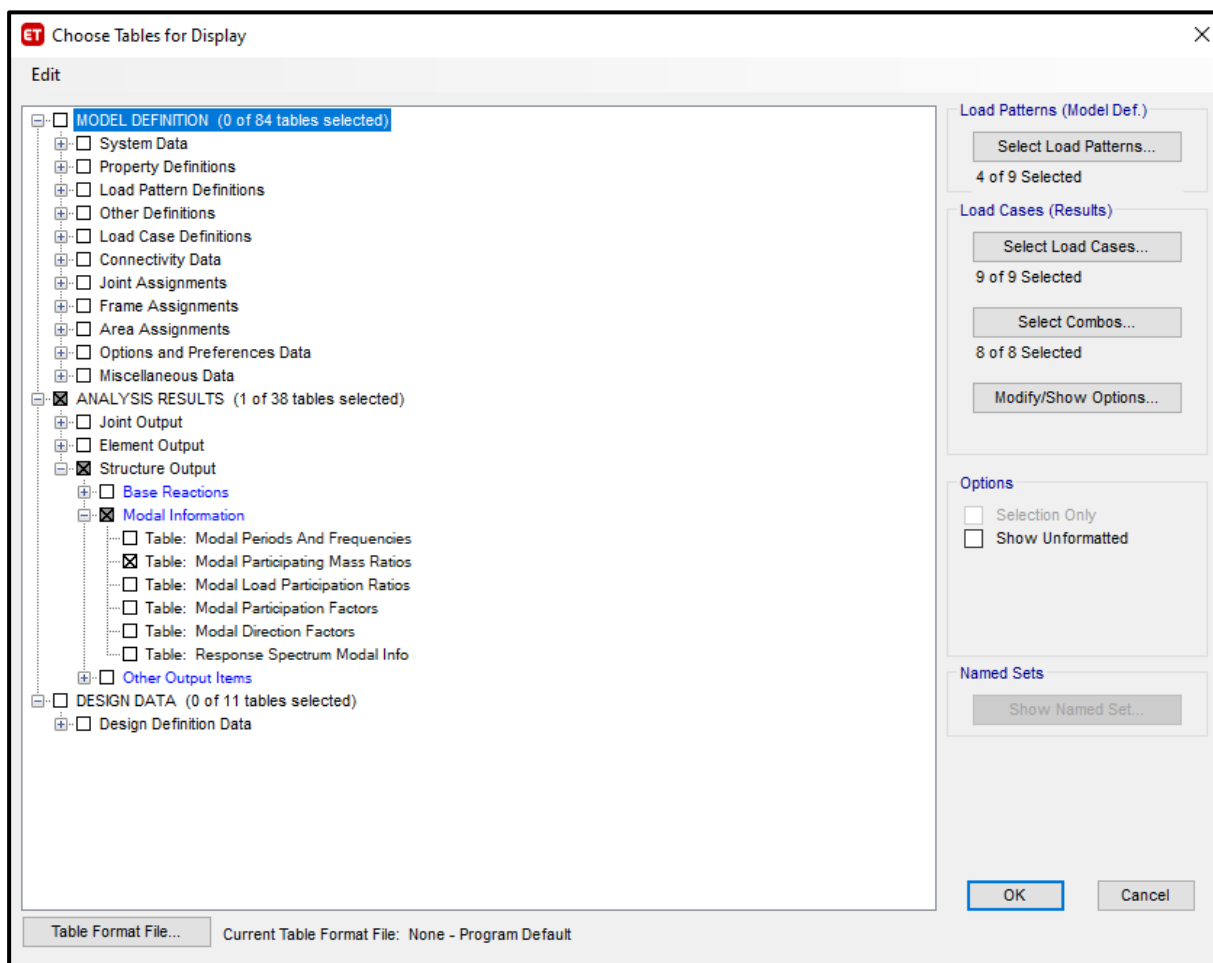 ET Choose Tables for Display
Edit
MODEL DEFINITION (0 of 84 tables selected)
System Data
Property Definitions
Load Pattern Definitions
Other Definitions
Load Case Definitions
Connectivity Data
Joint Assignments
Frame Assignments
Area Assignments
Options and Preferences Data
Miscellaneous Data
ANALYSIS RESULTS (1 of 38 tables selected)
Joint Output
Element Output
Structure Output
Base Reactions
Modal Information
Table: Modal Periods And Frequencies
Table: Modal Participating Mass Ratios
Table: Modal Load Participation Ratios
Table: Modal Participation Factors
Table: Modal Direction Factors
Table: Response Spectrum Modal Info
Other Output Items
DESIGN DATA (0 of 11 tables selected)
Design Definition Data
Load Patterns (Model Def.)
Select Load Patterns...
4 of 9 Selected
Load Cases (Results)
Select Load Cases...
9 of 9 Selected
Select Combos...
8 of 8 Selected
Modify/Show Options...
Options
Selection Only
Show Unformatted
Named Sets
Show Named Set...
OK
Cancel
Table Format File...
Current Table Format File: None - Program Default